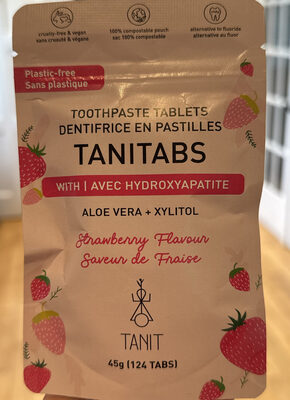 cruelty-free & vegan
sans cruauté & végane
100% compostable pouch
sac 100% compostable
alternative to fluoride
alternative au fluor
Plastic-free
Sans plastique
TOOTHPASTE TABLETS
DENTIFRICE EN PASTILLES
TANITABS
WITH | AVEC HYDROXYAPATITE
ALOE VERA + XYLITOL
Strawberry Flavour
Saveur de Fraise
TANIT
45g (124 TABS)